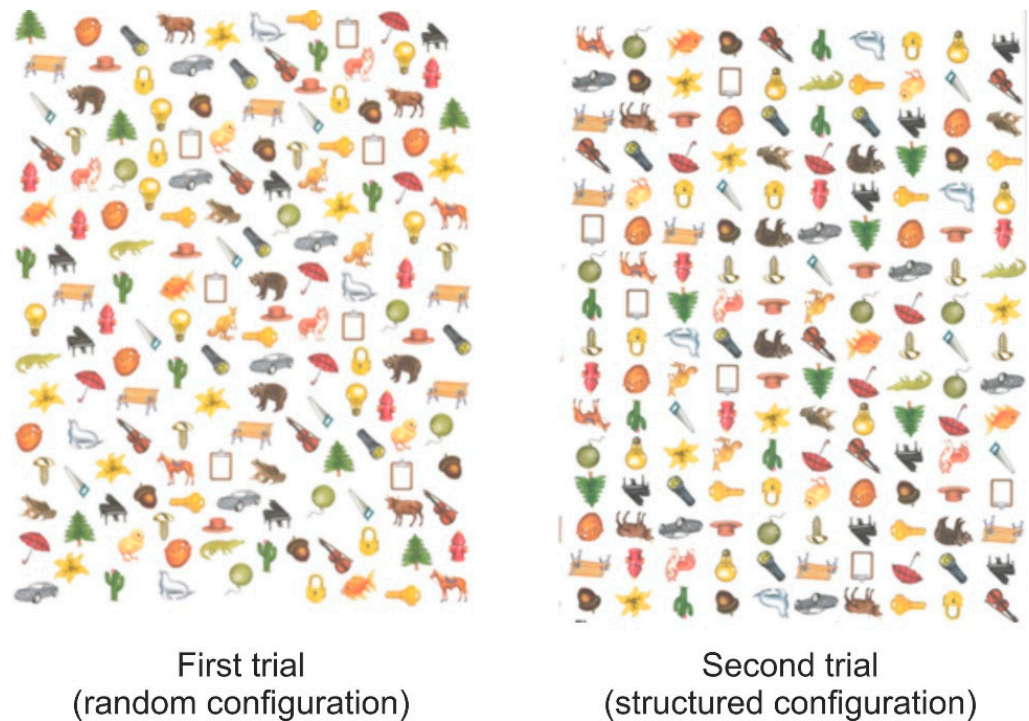 First trial
(random configuration)
Second trial
(structured configuration)